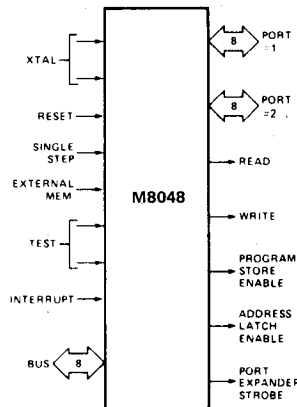 XTAL
RESET
SINGLE
STEP
EXTERNAL
MEM
TEST
INTERRUPT
BUS
8
M8048
8
PORT
=1
8
PORT
=2
READ
WRITE
PROGRAM
STORE
ENABLE
ADDRESS
LATCH
ENABLE
PORT
EXPANDER
STROBE